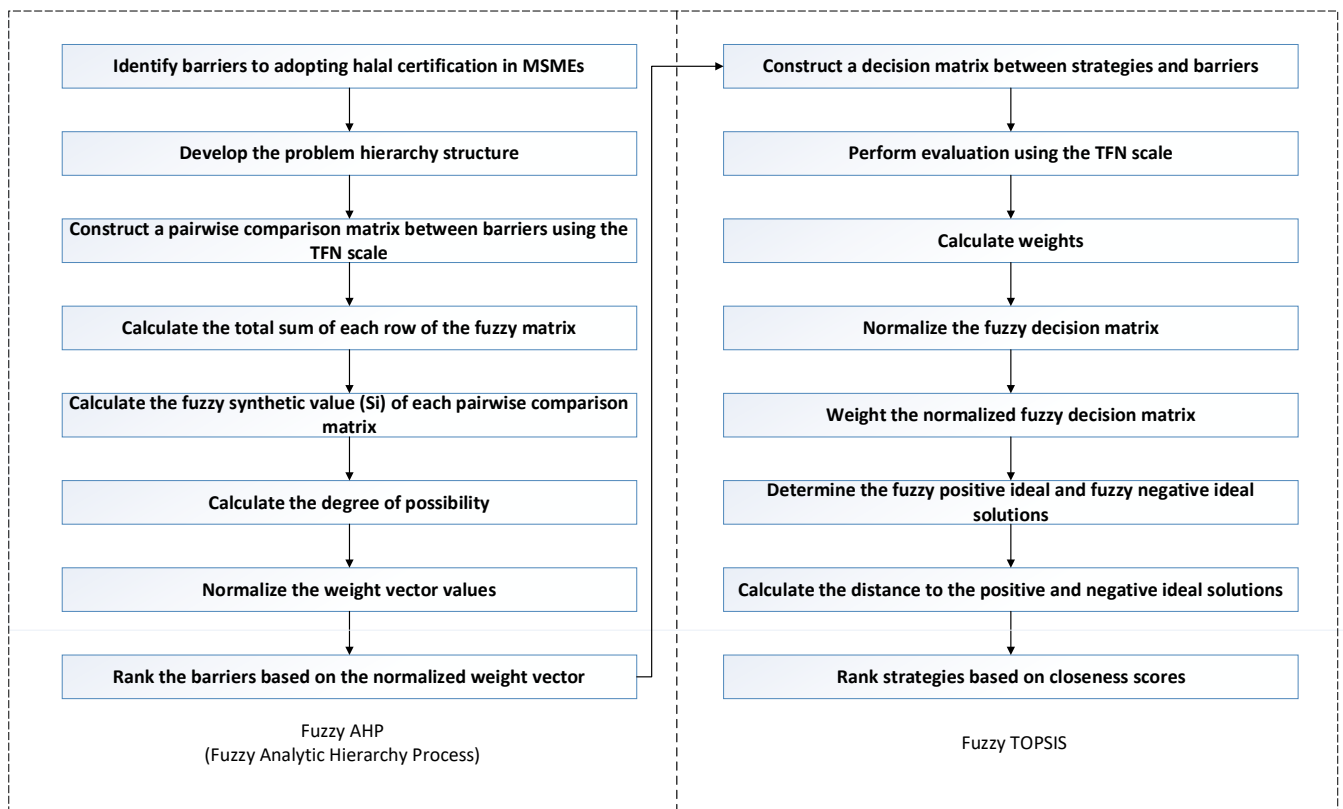 Identify barriers to adopting halal certification in MSMEs
Develop the problem hierarchy structure
Construct a pairwise comparison matrix between barriers using the
TFN scale
Calculate the total sum of each row of the fuzzy matrix
Calculate the fuzzy synthetic value (Si) of each pairwise comparison
matrix
Calculate the degree of possibility
Normalize the weight vector values
Rank the barriers based on the normalized weight vector
Fuzzy AHP
(Fuzzy Analytic Hierarchy Process)
Construct a decision matrix between strategies and barriers
Perform evaluation using the TFN scale
Calculate weights
Normalize the fuzzy decision matrix
Weight the normalized fuzzy decision matrix
Determine the fuzzy positive ideal and fuzzy negative ideal
solutions
Calculate the distance to the positive and negative ideal solutions
Rank strategies based on closeness scores
Fuzzy TOPSIS